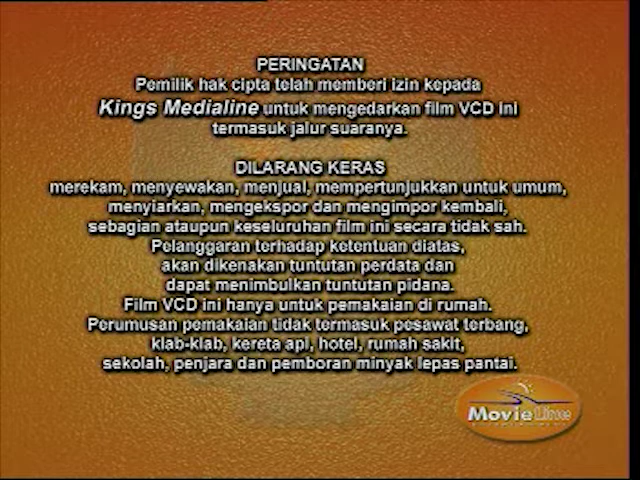 PERINGATAN
Pemilik hak cipta telah memberi izin kepada
Kings Medialine untuk mengedarkan film VCD ini
termasuk jalur suaranya.
DILARANG KERAS
merekam, menyewakan, menjual, mempertunjukkan untuk umum,
menyiarkan, mengekspor dan mengimpor kembali,
sebagian ataupun keseluruhan film ini secara tidak sah.
Pelanggaran terhadap ketentuan diatas,
akan dikenakan tuntutan perdata dan
dapat menimbulkan tuntutan pidana.
Film VCD ini hanya untuk pemakaian di rumah.
Perumusan pemakaian tidak termasuk pesawat terbang,
klab-klab, kereta api, hotel, rumah sakit,
sekolah, penjara dan pemboran minyak lepas pantai.
Movie Line